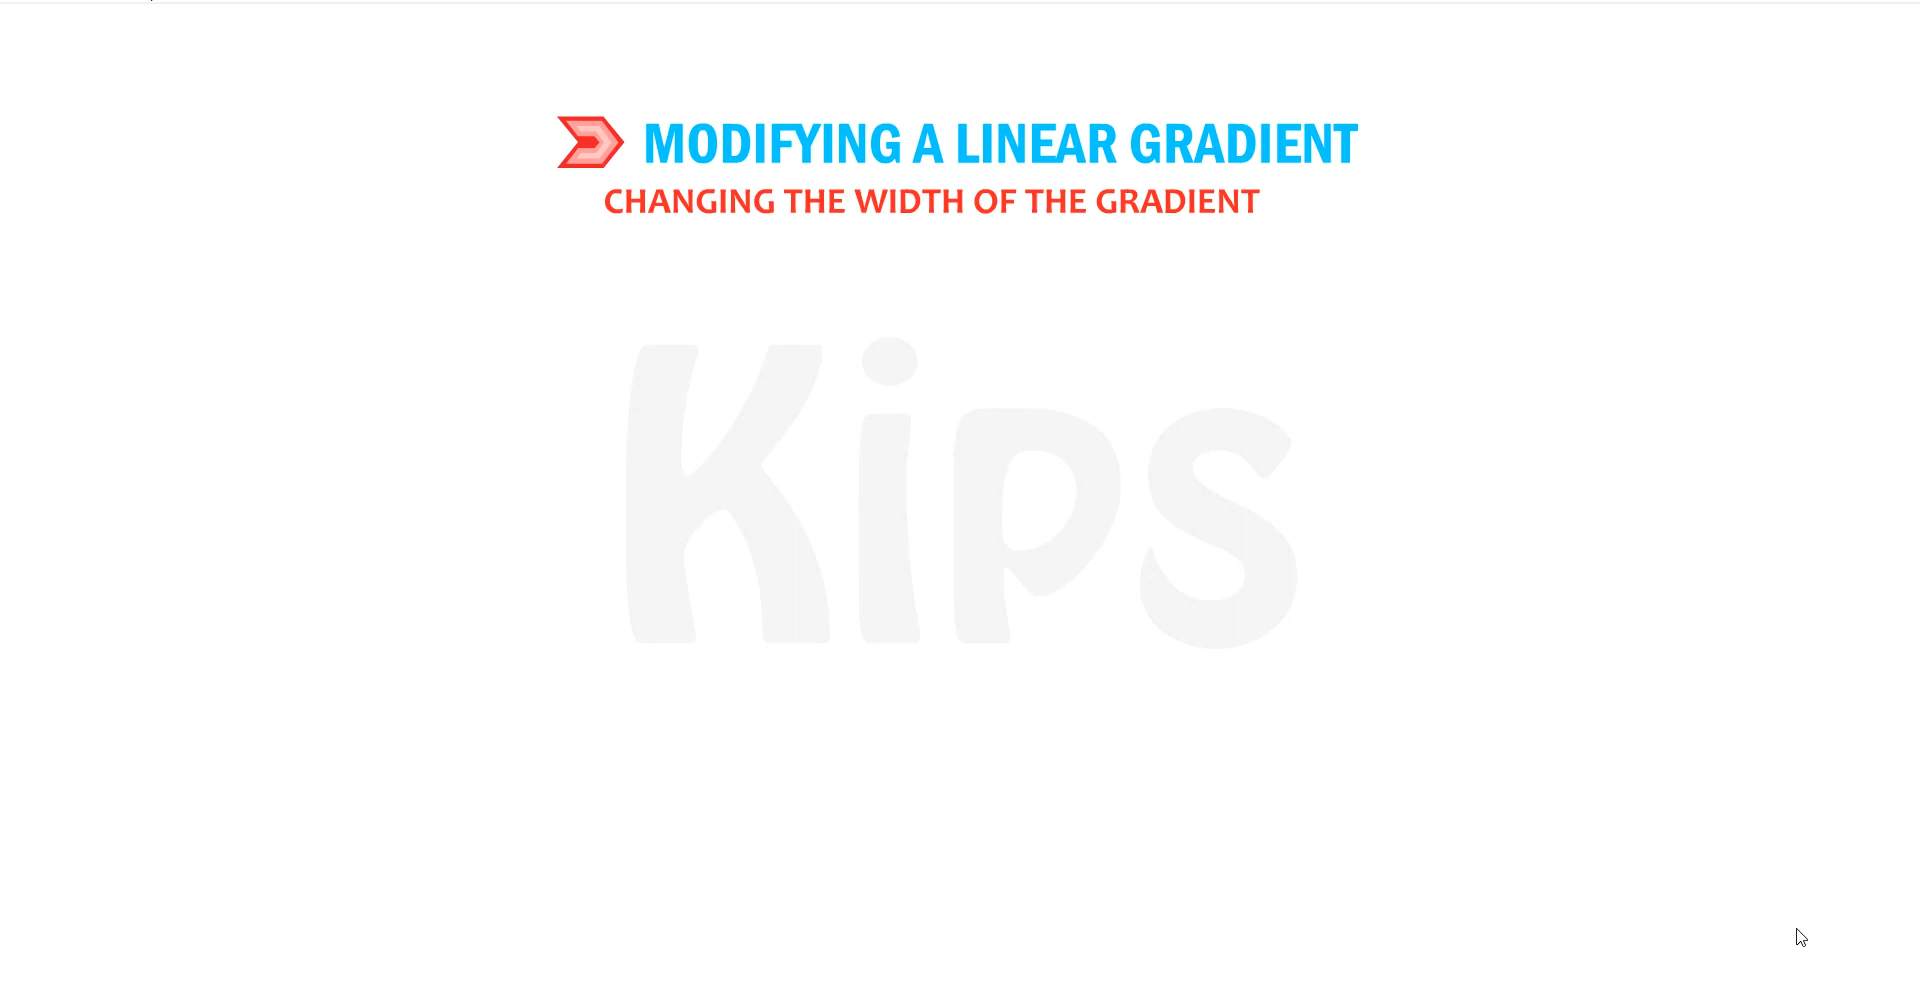 MODIFYING A LINEAR GRADIENT
CHANGING THE WIDTH OF THE GRADIENT
Kips